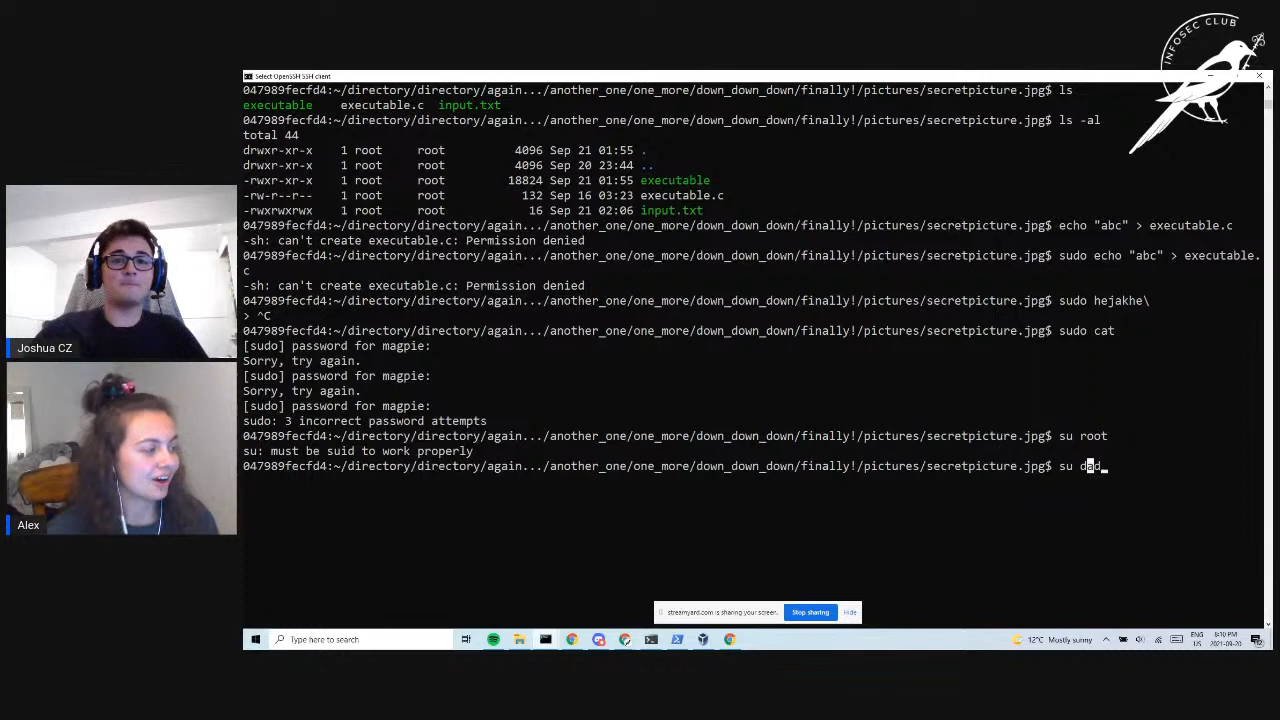 INFOSEC CLUB
Select OpenSSH SSH client
047989fecfd4:~/directory/directory/again.../another_one/one_more/down_down_down/finally!/pictures/secretpicture.jpg$ ls
executable    executable.c  input.txt
047989fecfd4:~/directory/directory/again.../another_one/one_more/down_down_down/finally!/pictures/secretpicture.jpg$ ls -al
total 44
drwxr-xr-x    1 root     root          4096 Sep 21 01:55 .
drwxr-xr-x    1 root     root          4096 Sep 20 23:44 ..
-rwxr-xr-x    1 root     root         18824 Sep 21 01:55 executable
-rw-r--r--    1 root     root           132 Sep 16 03:23 executable.c
-rwxrwxrwx    1 root     root            16 Sep 21 02:06 input.txt
047989fecfd4:~/directory/directory/again.../another_one/one_more/down_down_down/finally!/pictures/secretpicture.jpg$ echo "abc" > executable.c
-sh: can't create executable.c: Permission denied
047989fecfd4:~/directory/directory/again.../another_one/one_more/down_down_down/finally!/pictures/secretpicture.jpg$ sudo echo "abc" > executable.
c
-sh: can't create executable.c: Permission denied
047989fecfd4:~/directory/directory/again.../another_one/one_more/down_down_down/finally!/pictures/secretpicture.jpg$ sudo hejakhe\
> ^C
047989fecfd4:~/directory/directory/again.../another_one/one_more/down_down_down/finally!/pictures/secretpicture.jpg$ sudo cat
[sudo] password for magpie:
Sorry, try again.
[sudo] password for magpie:
Sorry, try again.
[sudo] password for magpie:
sudo: 3 incorrect password attempts
047989fecfd4:~/directory/directory/again.../another_one/one_more/down_down_down/finally!/pictures/secretpicture.jpg$ su root
su: must be suid to work properly
047989fecfd4:~/directory/directory/again.../another_one/one_more/down_down_down/finally!/pictures/secretpicture.jpg$ su dad_
Joshua CZ
Alex
streamyard.com is sharing your screen.
Stop sharing
Hide
Type here to search
12°C Mostly sunny
ENG
US
8:10 PM
2021-09-20